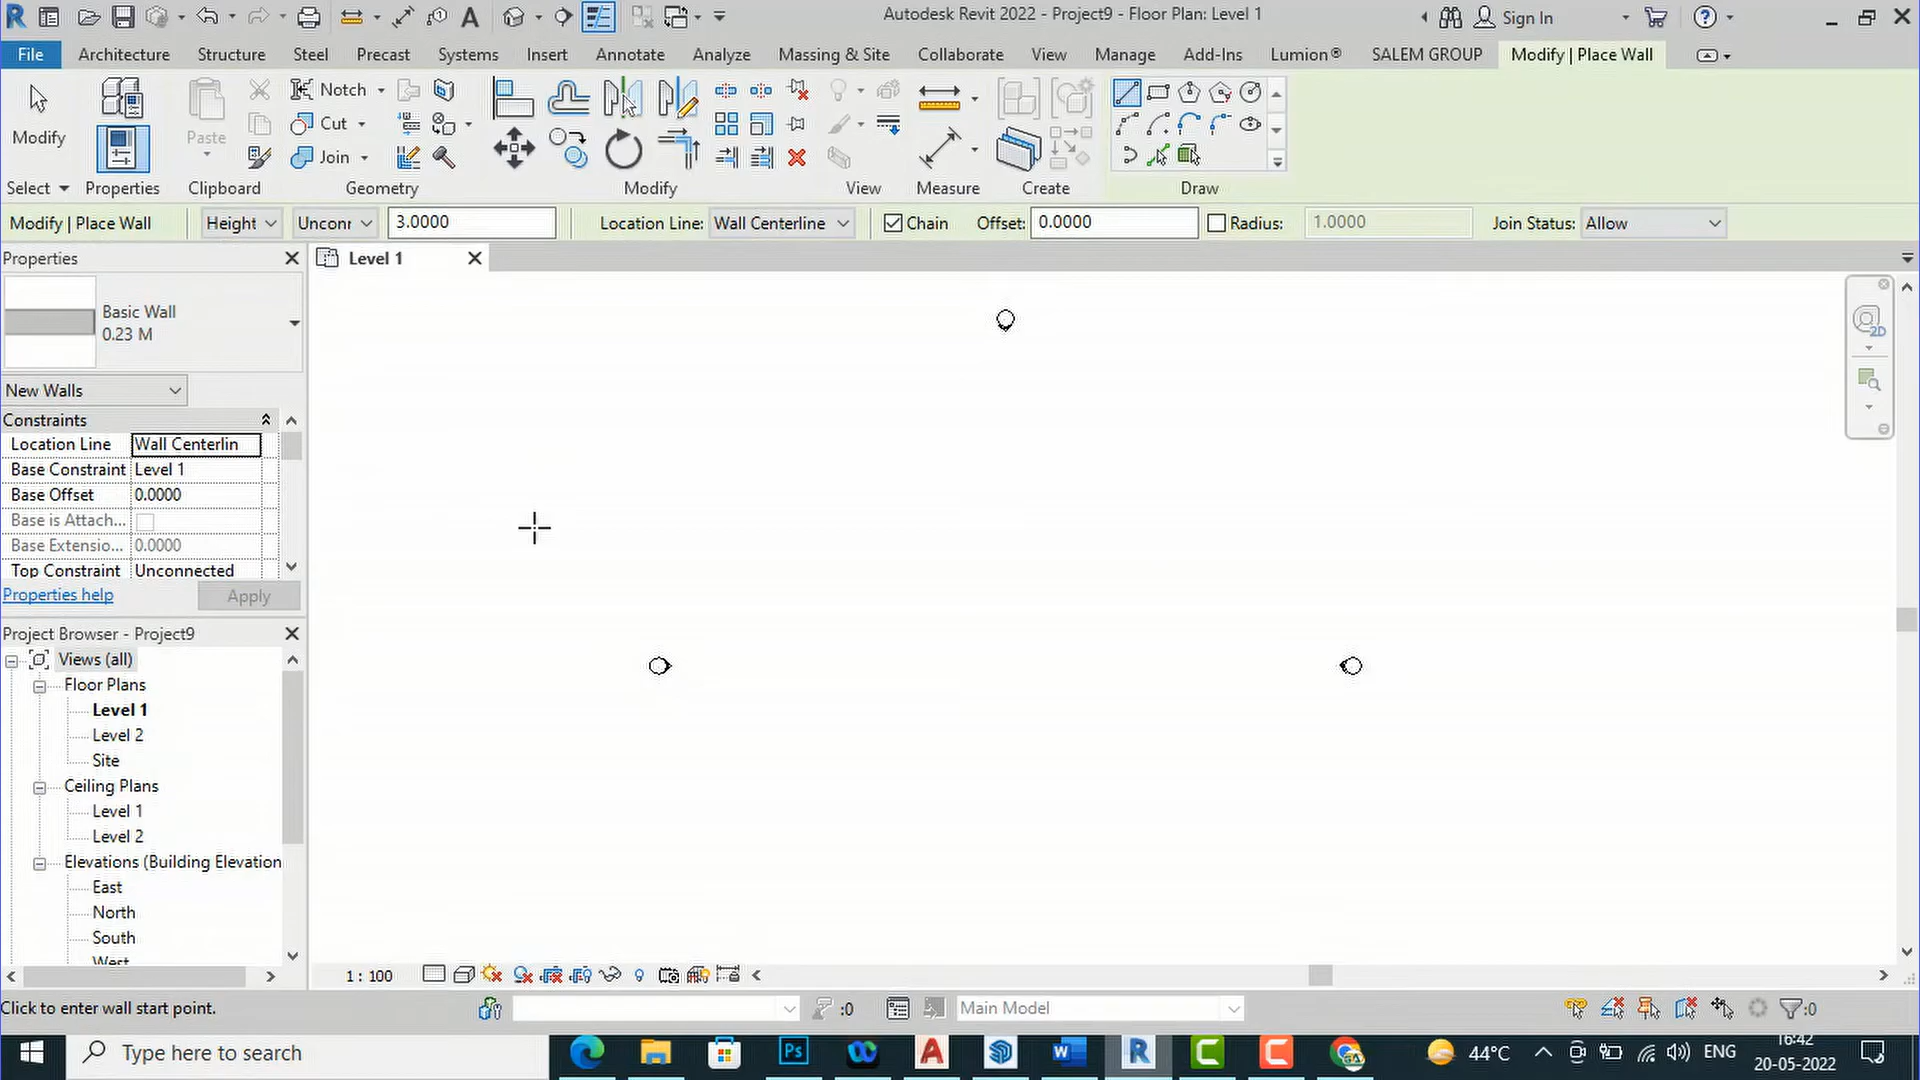 Autodesk Revit 2022 - Project9 - Floor Plan: Level 1
Sign In
File Architecture Structure Steel Precast Systems Insert Annotate Analyze Massing & Site Collaborate View Manage Add-Ins Lumion® SALEM GROUP Modify | Place Wall
Notch
Cut
Join
Modify
Paste
Select Properties Clipboard Geometry Modify View Measure Create Draw
Modify | Place Wall Height Unconr 3.0000 Location Line: Wall Centerline Chain Offset: 0.0000 Radius: 1.0000 Join Status: Allow
Properties
Level 1
Basic Wall
0.23 M
New Walls
Constraints
Location Line Wall Centerlin
Base Constraint Level 1
Base Offset 0.0000
Base is Attach...
Base Extensio... 0.0000
Top Constraint Unconnected
Properties help Apply
Project Browser - Project9
Views (all)
Floor Plans
Level 1
Level 2
Site
Ceiling Plans
Level 1
Level 2
Elevations (Building Elevation
East
North
South
West
1 : 100
Click to enter wall start point.
:0
Main Model
:0
Type here to search
44°C
ENG
16:42
20-05-2022